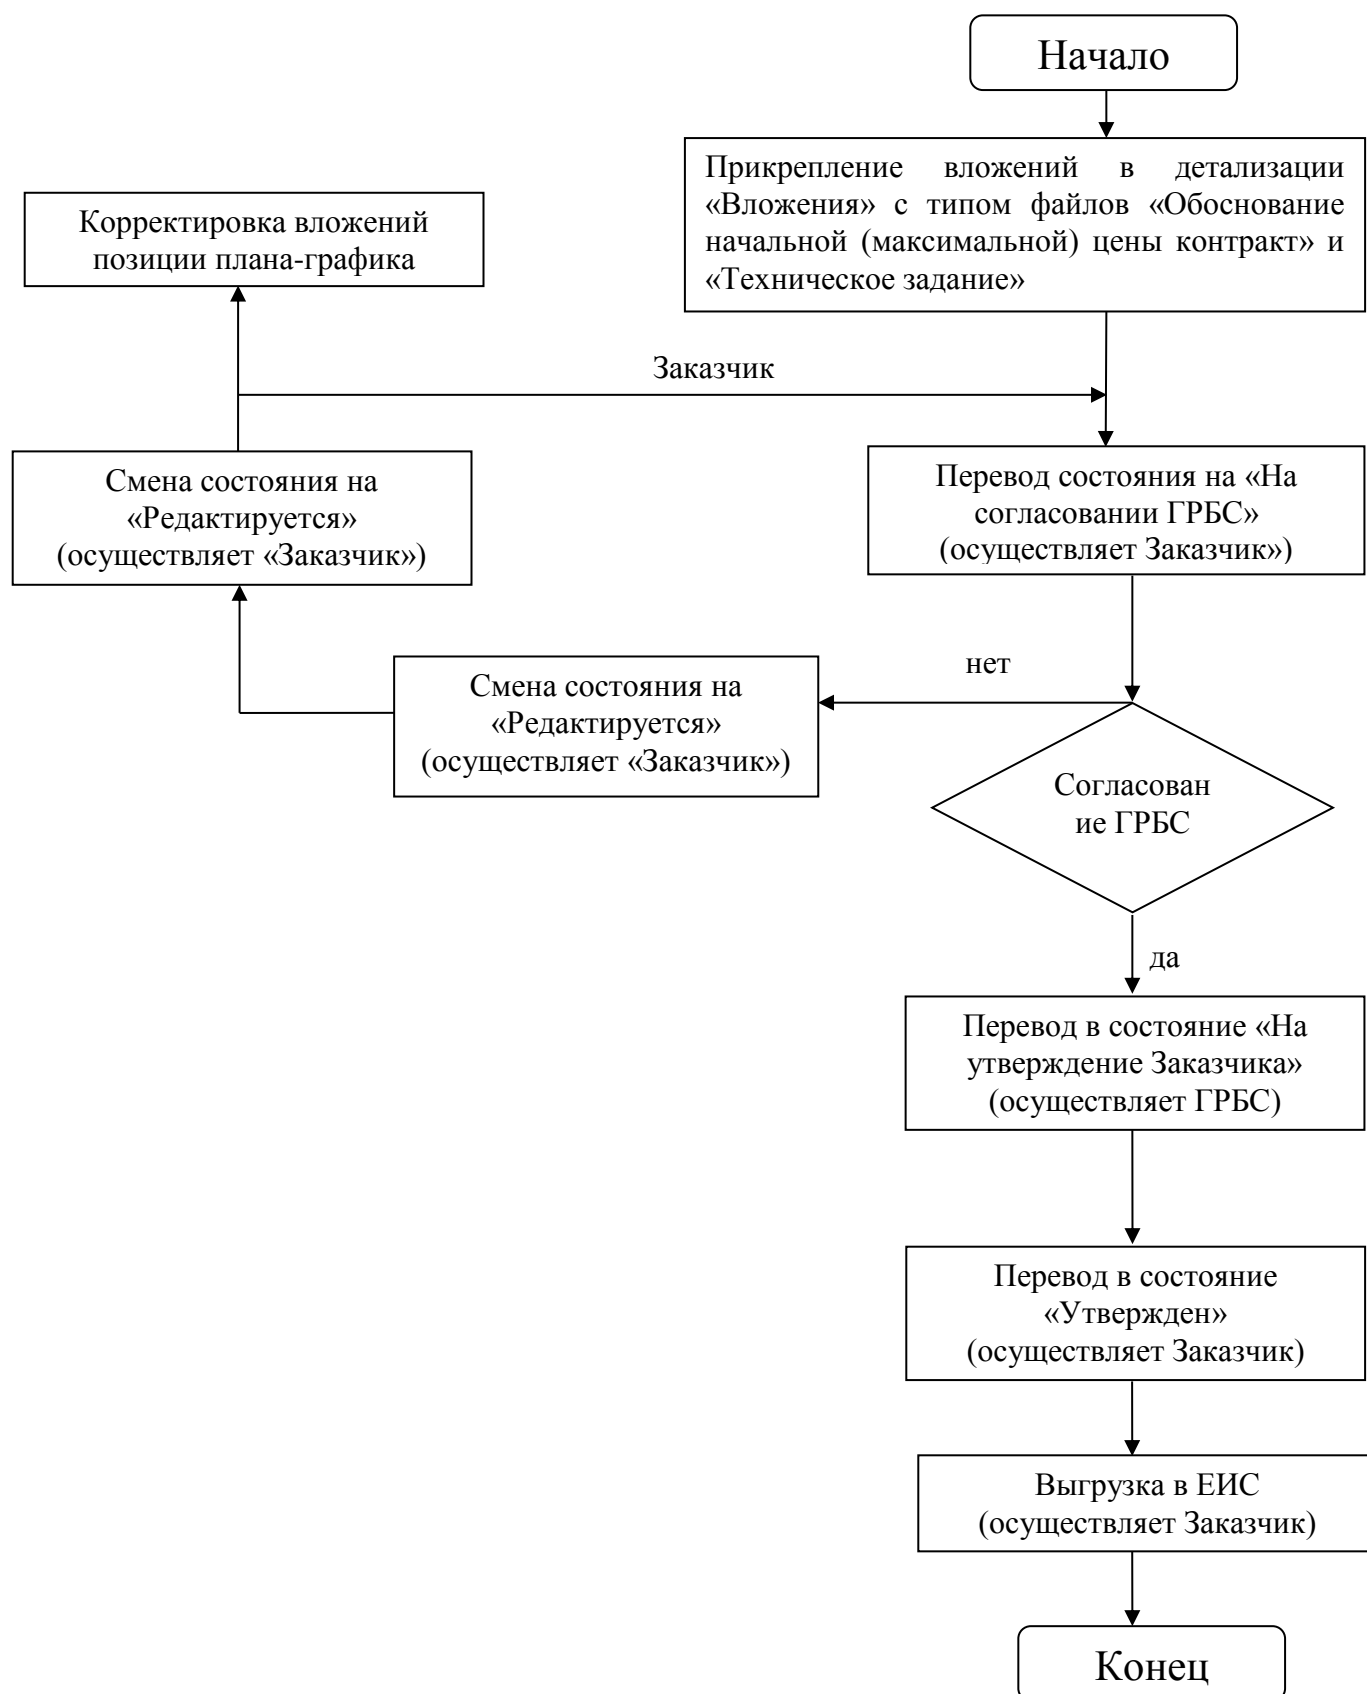 Начало
Прикрепление вложений в детализации
«Вложения» с типом файлов «Обоснование
начальной (максимальной) цены контракт» и
«Техническое задание»
Корректировка вложений
позиции плана-графика
Заказчик
Смена состояния на
«Редактируется»
(осуществляет «Заказчик»)
Перевод состояния на «На
согласовании ГРБС»
(осуществляет Заказчик»)
нет
Смена состояния на
«Редактируется»
(осуществляет «Заказчик»)
Согласован
ие ГРБС
да
Перевод в состояние «На
утверждение Заказчика»
(осуществляет ГРБС)
Перевод в состояние
«Утвержден»
(осуществляет Заказчик)
Выгрузка в ЕИС
(осуществляет Заказчик)
Конец